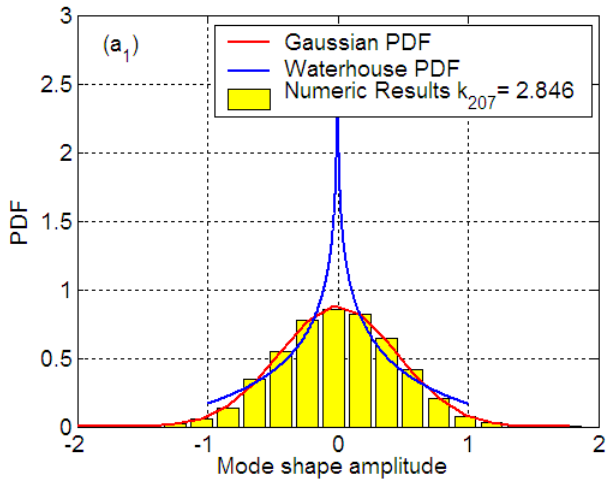 3
(a1)
Gaussian PDF
Waterhouse PDF
Numeric Results k207= 2.846
2.5
2
PDF
1.5
1
0.5
0
-2
-1
0
1
2
Mode shape amplitude